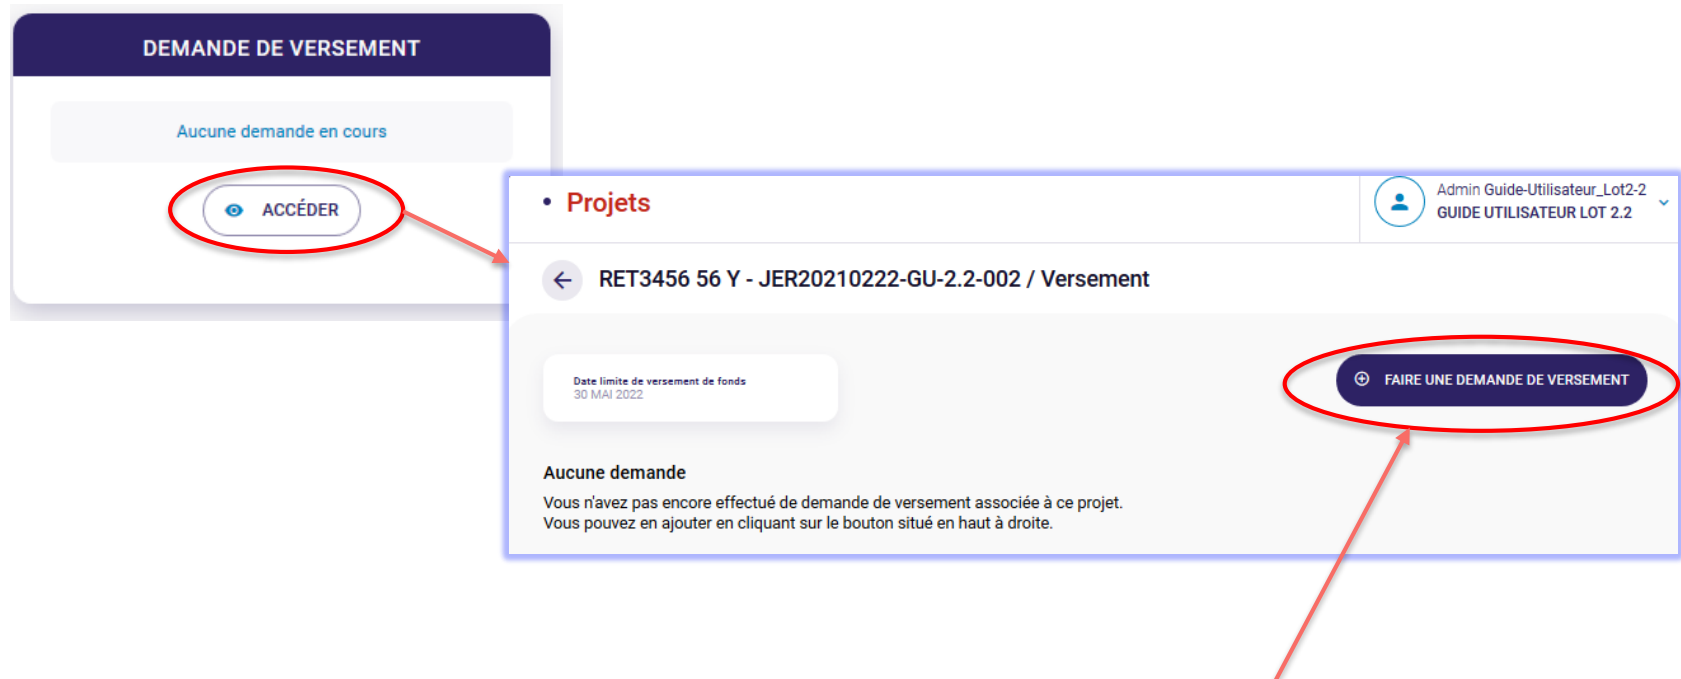 DEMANDE DE VERSEMENT
Aucune demande en cours
ACCÉDER
• Projets
Admin Guide-Utilisateur_Lot2-2
GUIDE UTILISATEUR LOT 2.2
RET3456 56 Y - JER20210222-GU-2.2-002 / Versement
Date limite de versement de fonds
30 MAI 2022
FAIRE UNE DEMANDE DE VERSEMENT
Aucune demande
Vous n'avez pas encore effectué de demande de versement associée à ce projet.
Vous pouvez en ajouter en cliquant sur le bouton situé en haut à droite.